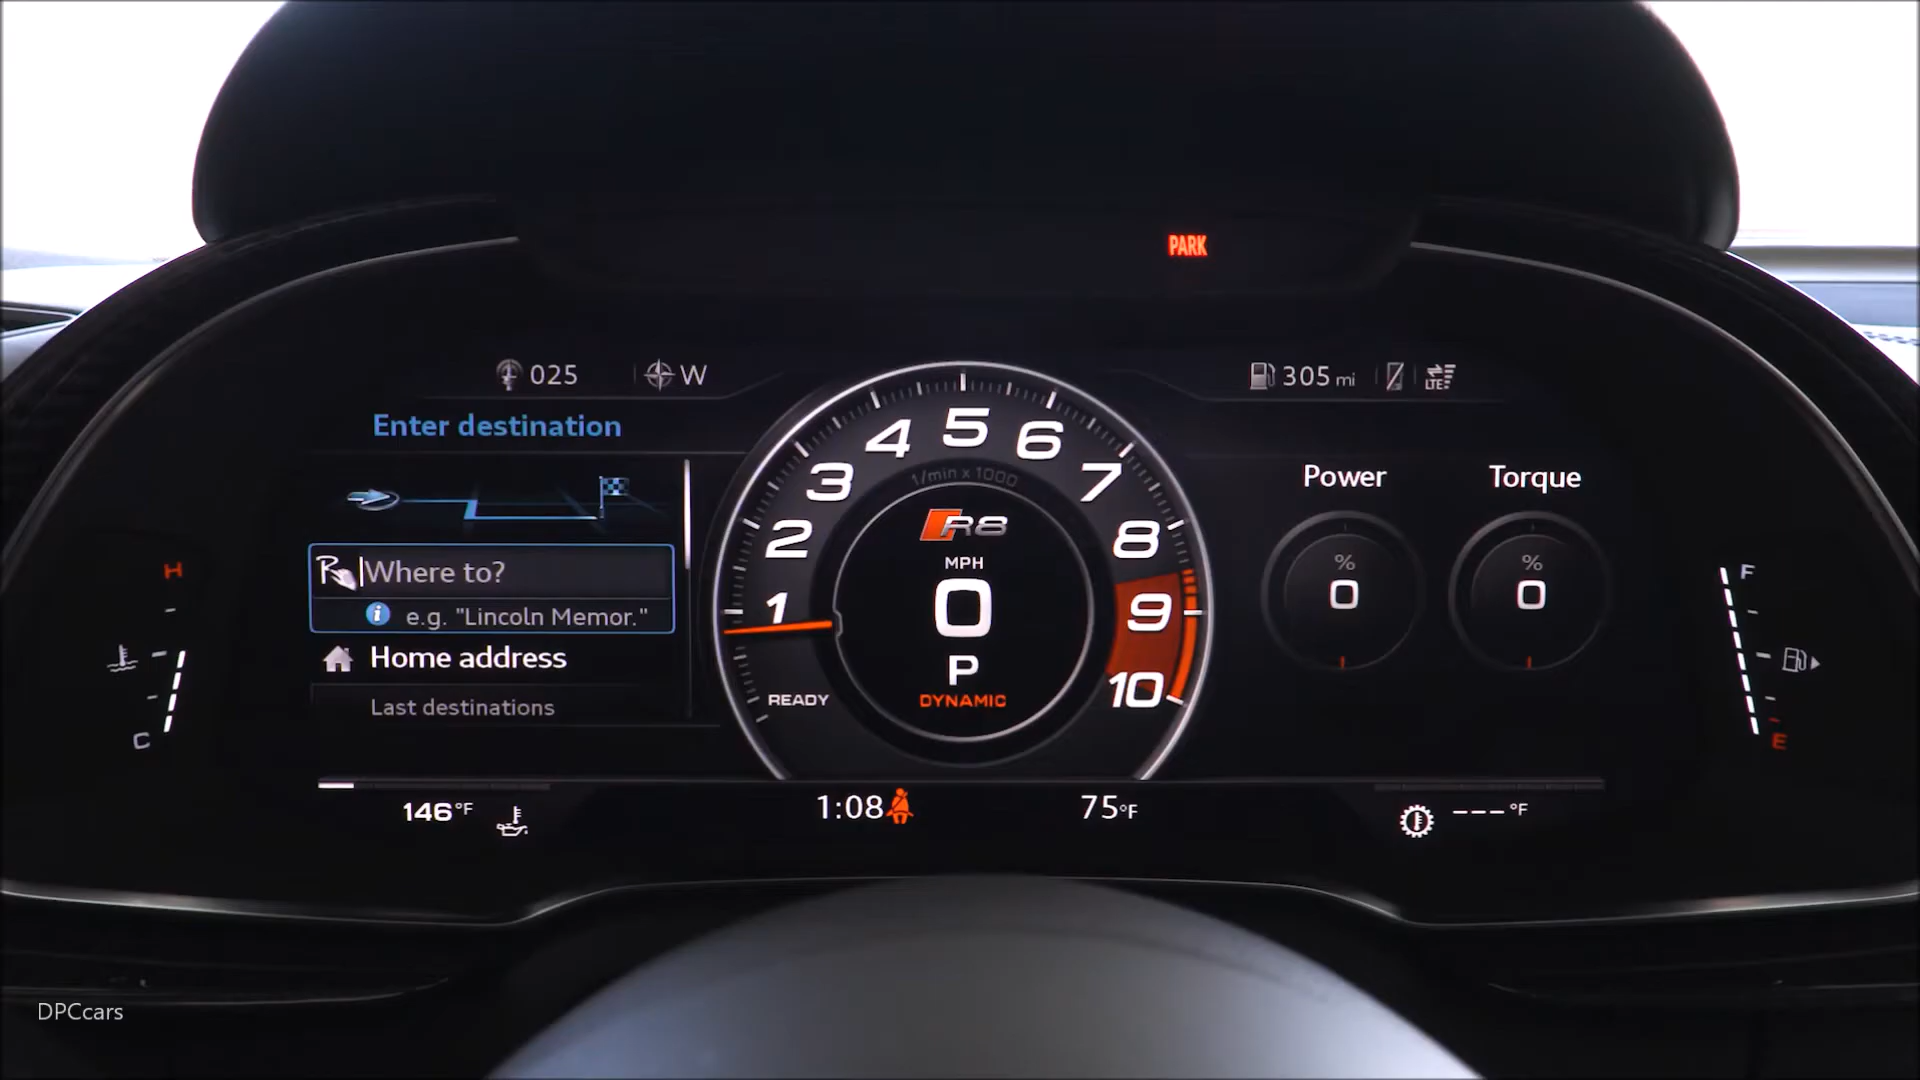 PARK
025
W
305 mi
LTE
Enter destination
Where to?
e.g. "Lincoln Memor."
Home address
Last destinations
1
2
3
4
5
6
7
8
9
10
1/min x 1000
R8
MPH
0
P
DYNAMIC
READY
Power
Torque
%
0
%
0
H
C
F
E
146°F
1:08
75°F
---°F
DPCcars